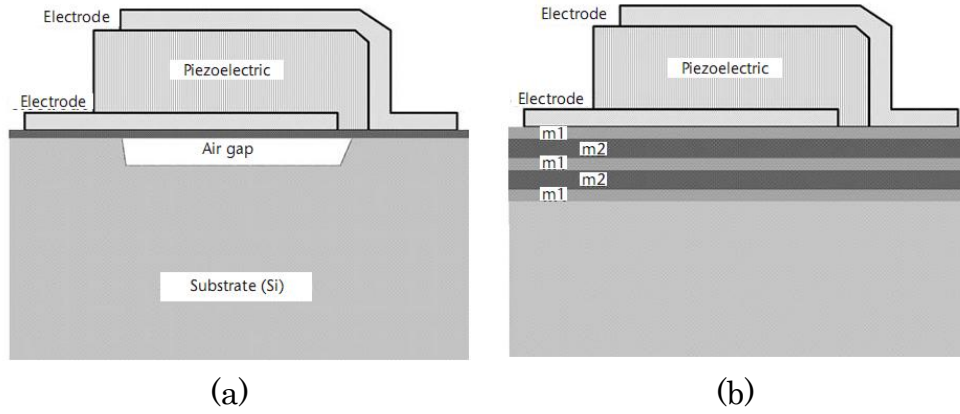 Electrode
Piezoelectric
Electrode
Air gap
Substrate (Si)
(a)
Electrode
Piezoelectric
Electrode
m1
m2
m1
m2
m1
(b)